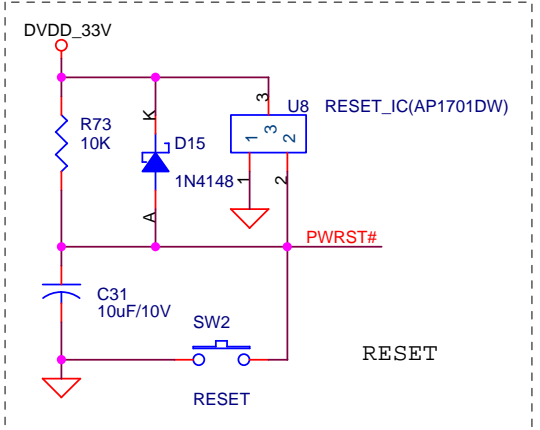 DVDD_33V
R73
10K
K
D15
1N4148
A
3
U8 RESET_IC(AP1701DW)
1 3 2
1
2
PWRST#
C31
10uF/10V
SW2
RESET
RESET